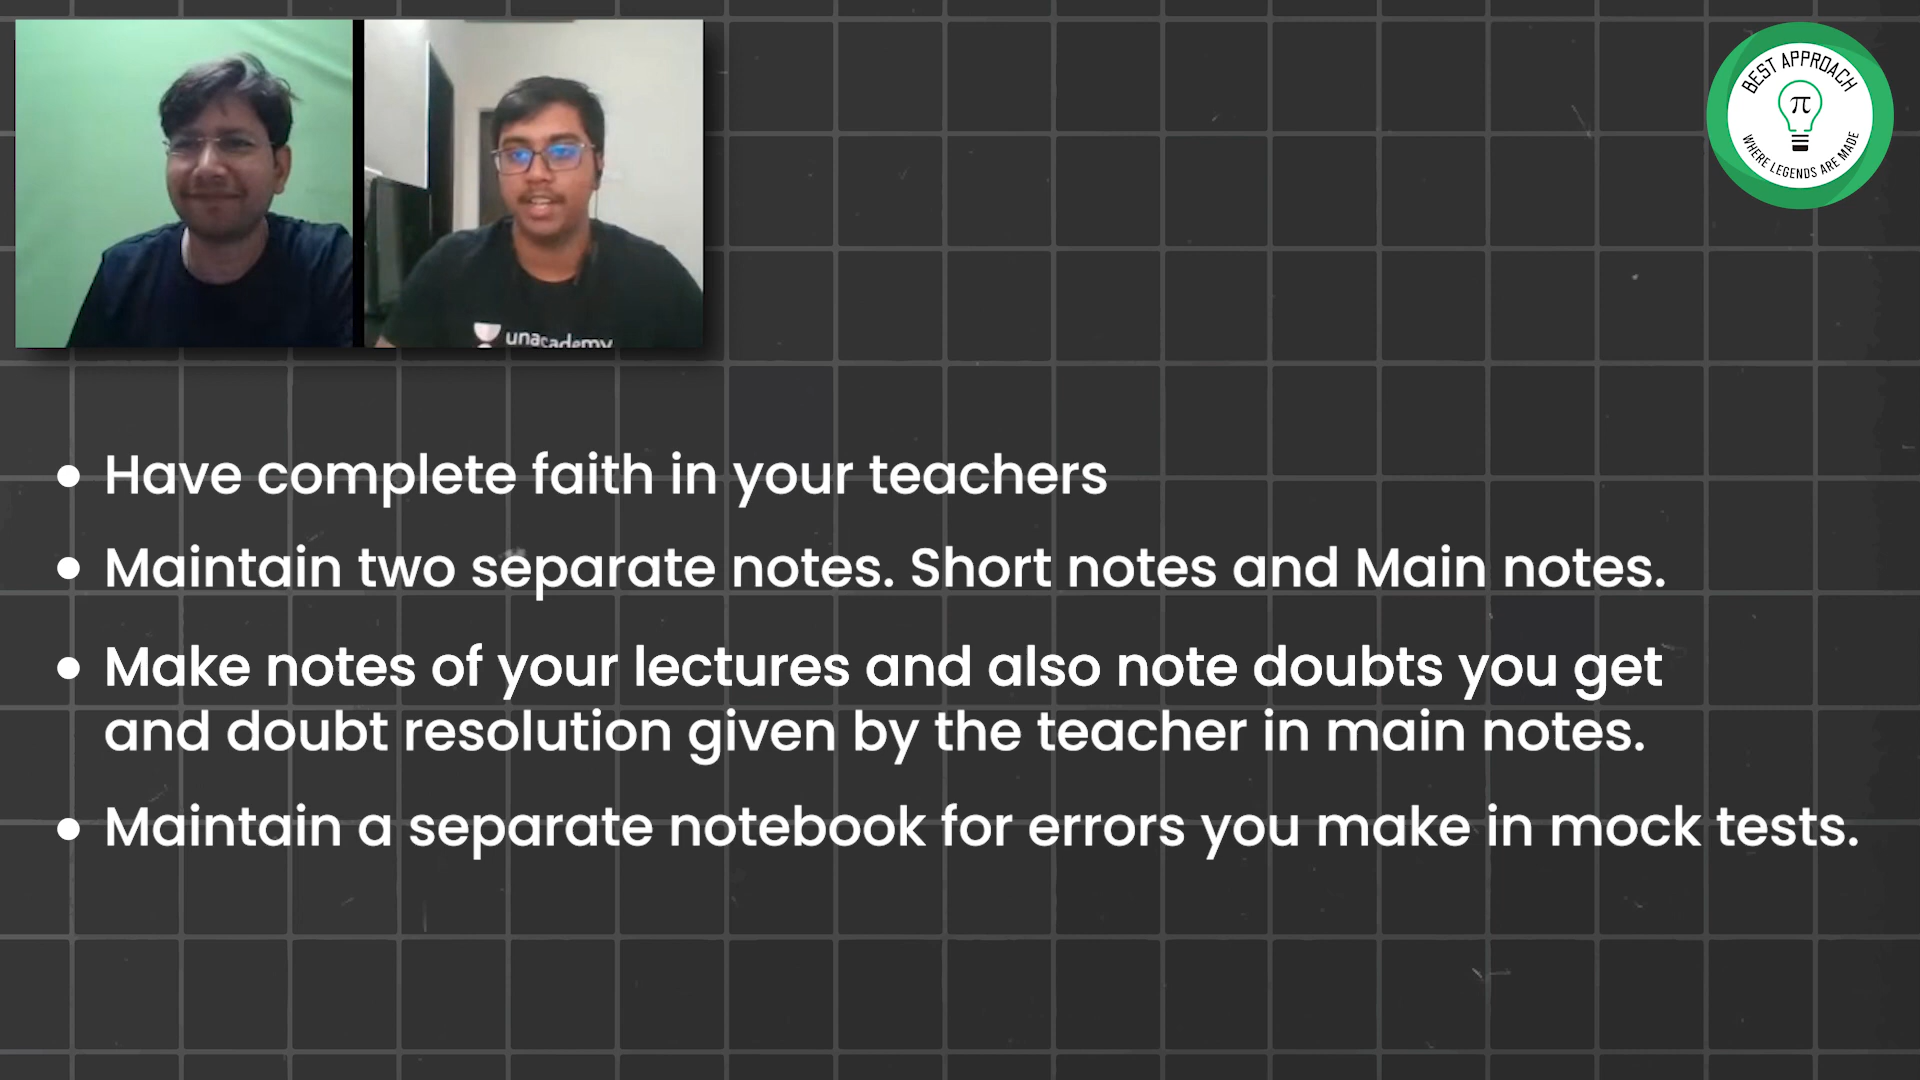 BEST APPROACH
π
WHERE LEGENDS ARE MADE
unacademy
• Have complete faith in your teachers
• Maintain two separate notes. Short notes and Main notes.
• Make notes of your lectures and also note doubts you get
and doubt resolution given by the teacher in main notes.
• Maintain a separate notebook for errors you make in mock tests.